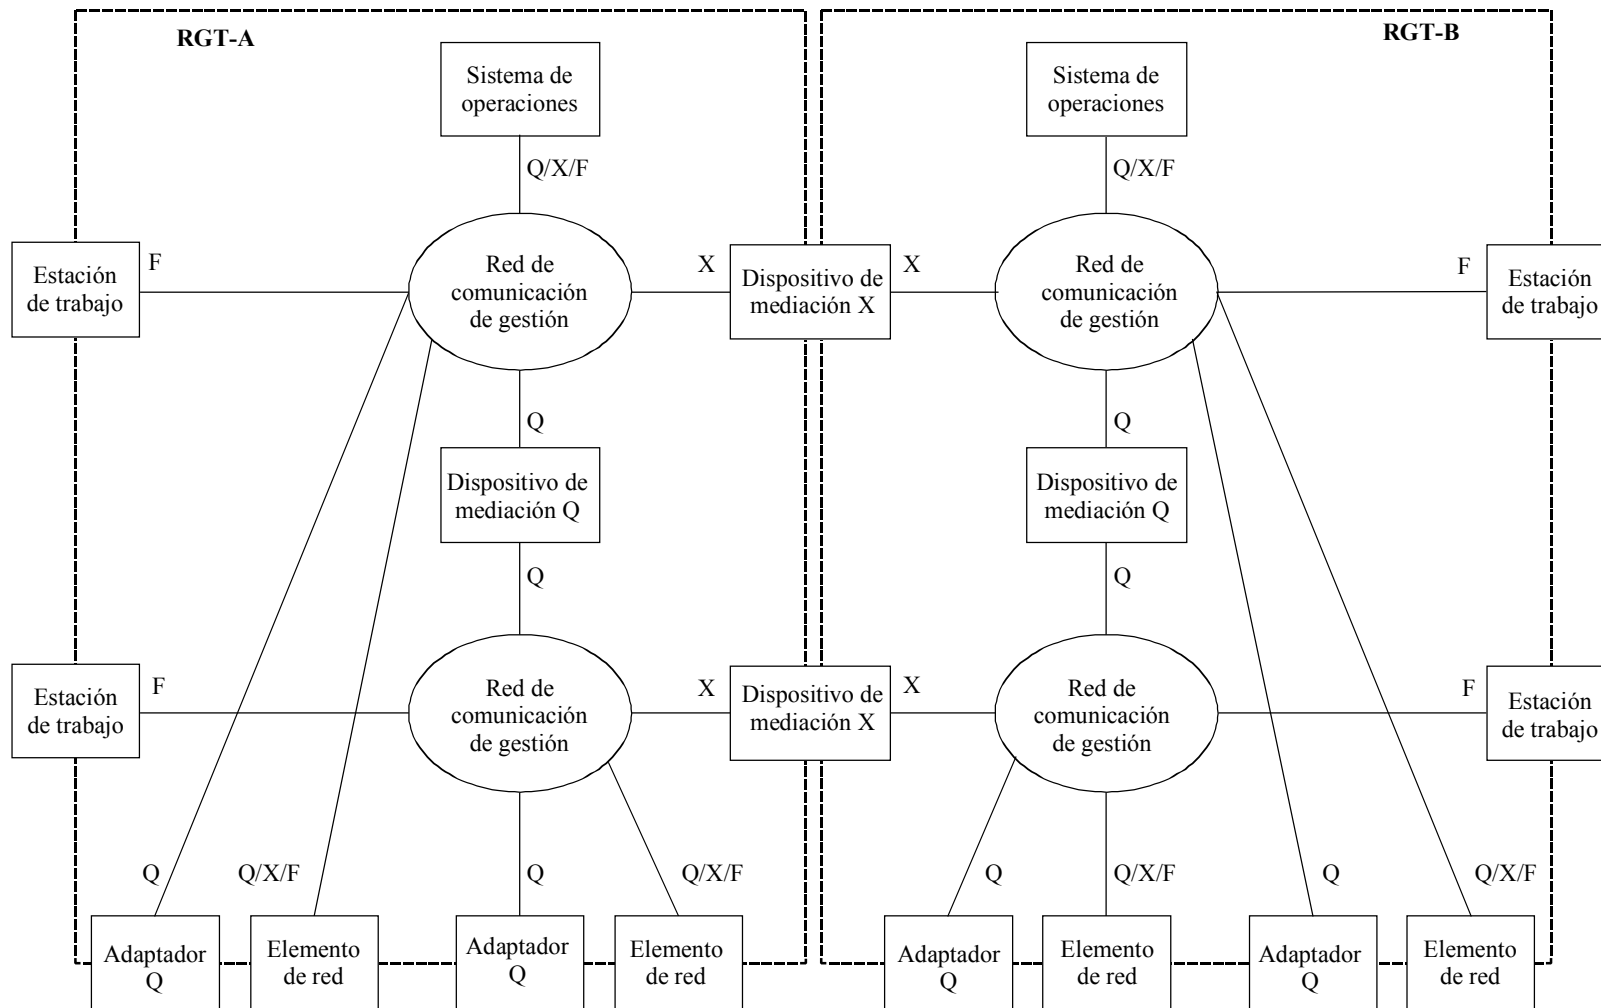 RGT-A
RGT-B
Sistema de
operaciones
Sistema de
operaciones
Q/X/F
Q/X/F
Estación
de trabajo
F
Red de
comunicación
de gestión
X
Dispositivo de
mediación X
X
Red de
comunicación
de gestión
F
Estación
de trabajo
Q
Q
Dispositivo de
mediación Q
Dispositivo de
mediación Q
Q
Q
Estación
de trabajo
F
Red de
comunicación
de gestión
X
Dispositivo de
mediación X
X
Red de
comunicación
de gestión
F
Estación
de trabajo
Q
Q/X/F
Q
Q/X/F
Q
Q/X/F
Q
Q/X/F
Adaptador
Q
Elemento
de red
Adaptador
Q
Elemento
de red
Adaptador
Q
Elemento
de red
Adaptador
Q
Elemento
de red